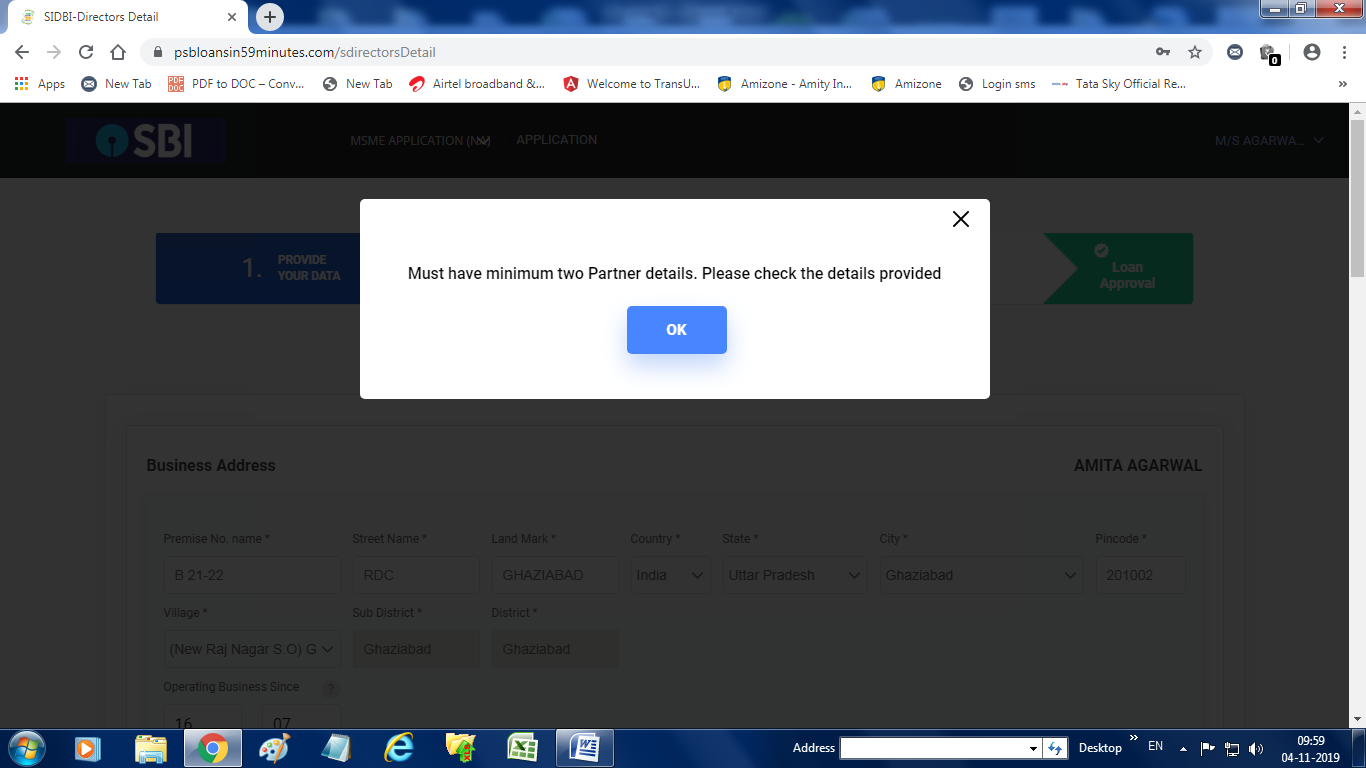 SIDBI-Directors Detail
psbloansin59minutes.com/sdirectorsDetail
0
Apps New Tab PDF to DOC – Conv... New Tab Airtel broadband &... Welcome to TransU... Amizone - Amity In... Amizone Login sms Tata Sky Official Re... »
SBI MSME APPLICATION APPLICATION M/S AGARWA...
Must have minimum two Partner details. Please check the details provided
OK
1. PROVIDE
YOUR DATA
Loan
Approval
Business Address AMITA AGARWAL
Premise No. name * Street Name * Land Mark * Country * State * City * Pincode *
B 21-22 RDC GHAZIABAD India Uttar Pradesh Ghaziabad 201002
Village * Sub District * District *
(New Raj Nagar S.O) G Ghaziabad Ghaziabad
Operating Business Since ?
16 07
Address Desktop » EN 09:59
04-11-2019